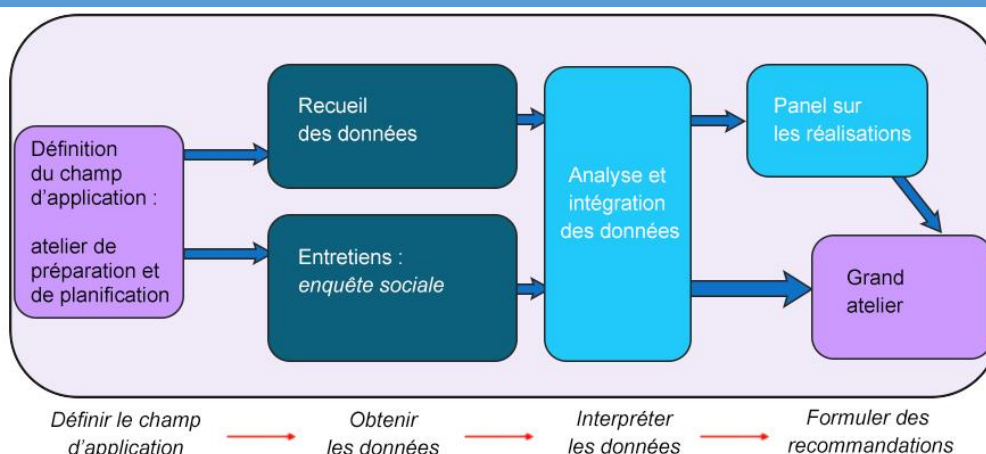 Définition
du champ
d'application :
atelier de
préparation et
de planification
Recueil
des données
Entretiens :
enquête sociale
Analyse et
intégration
des données
Panel sur
les réalisations
Grand
atelier
Définir le champ
d'application
Obtenir
les données
Interpréter
les données
Formuler des
recommandations